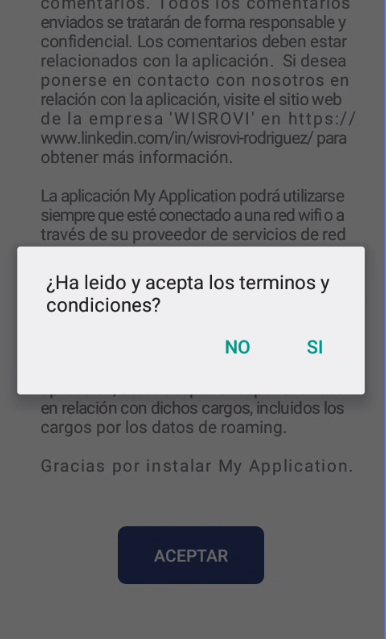 comentarios. Todos los comentarios
enviados se tratarán de forma responsable y
confidencial. Los comentarios deben estar
relacionados con la aplicación. Si desea
ponerse en contacto con nosotros en
relación con la aplicación, visite el sitio web
de la empresa 'WISROVI' en https://
www.linkedin.com/in/wisrovi-rodriguez/ para
obtener más información.
La aplicación My Application podrá utilizarse
siempre que esté conectado a una red wifi o a
través de su proveedor de servicios de red
¿Ha leido y acepta los terminos y
condiciones?
NO SI
en relación con dichos cargos, incluidos los
cargos por los datos de roaming.
Gracias por instalar My Application.
ACEPTAR